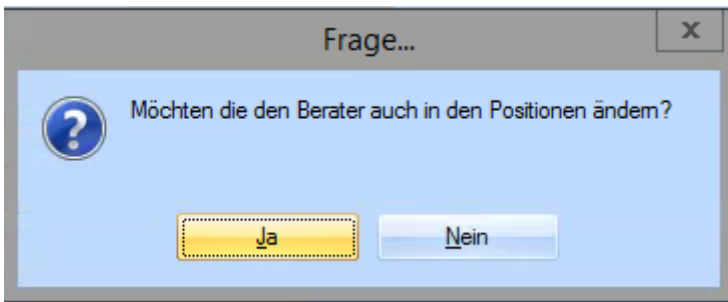 Frage...
x
?
Möchten die den Berater auch in den Positionen ändern?
Ja
Nein